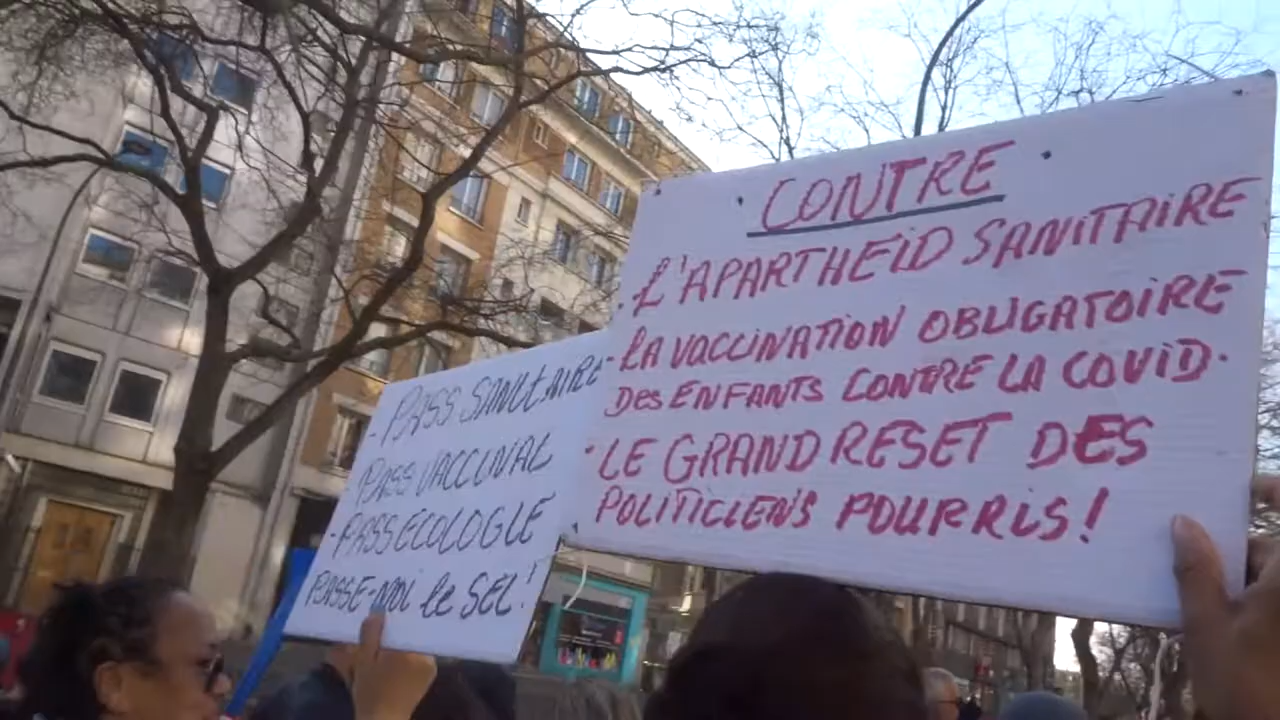 - PASS SANItAIRE
PASS VACCINAL
- PASS ECOLOGIE
PASSE-MOI le SEL!
CONTRE
. L'APARTHEID SANITAIRE
- LA VACCINATION OBLIGATOIRE
Des ENFANTS CONTRE LA COVID.
- LE GRAND RESET DES
POLITICIENS POURRIS!